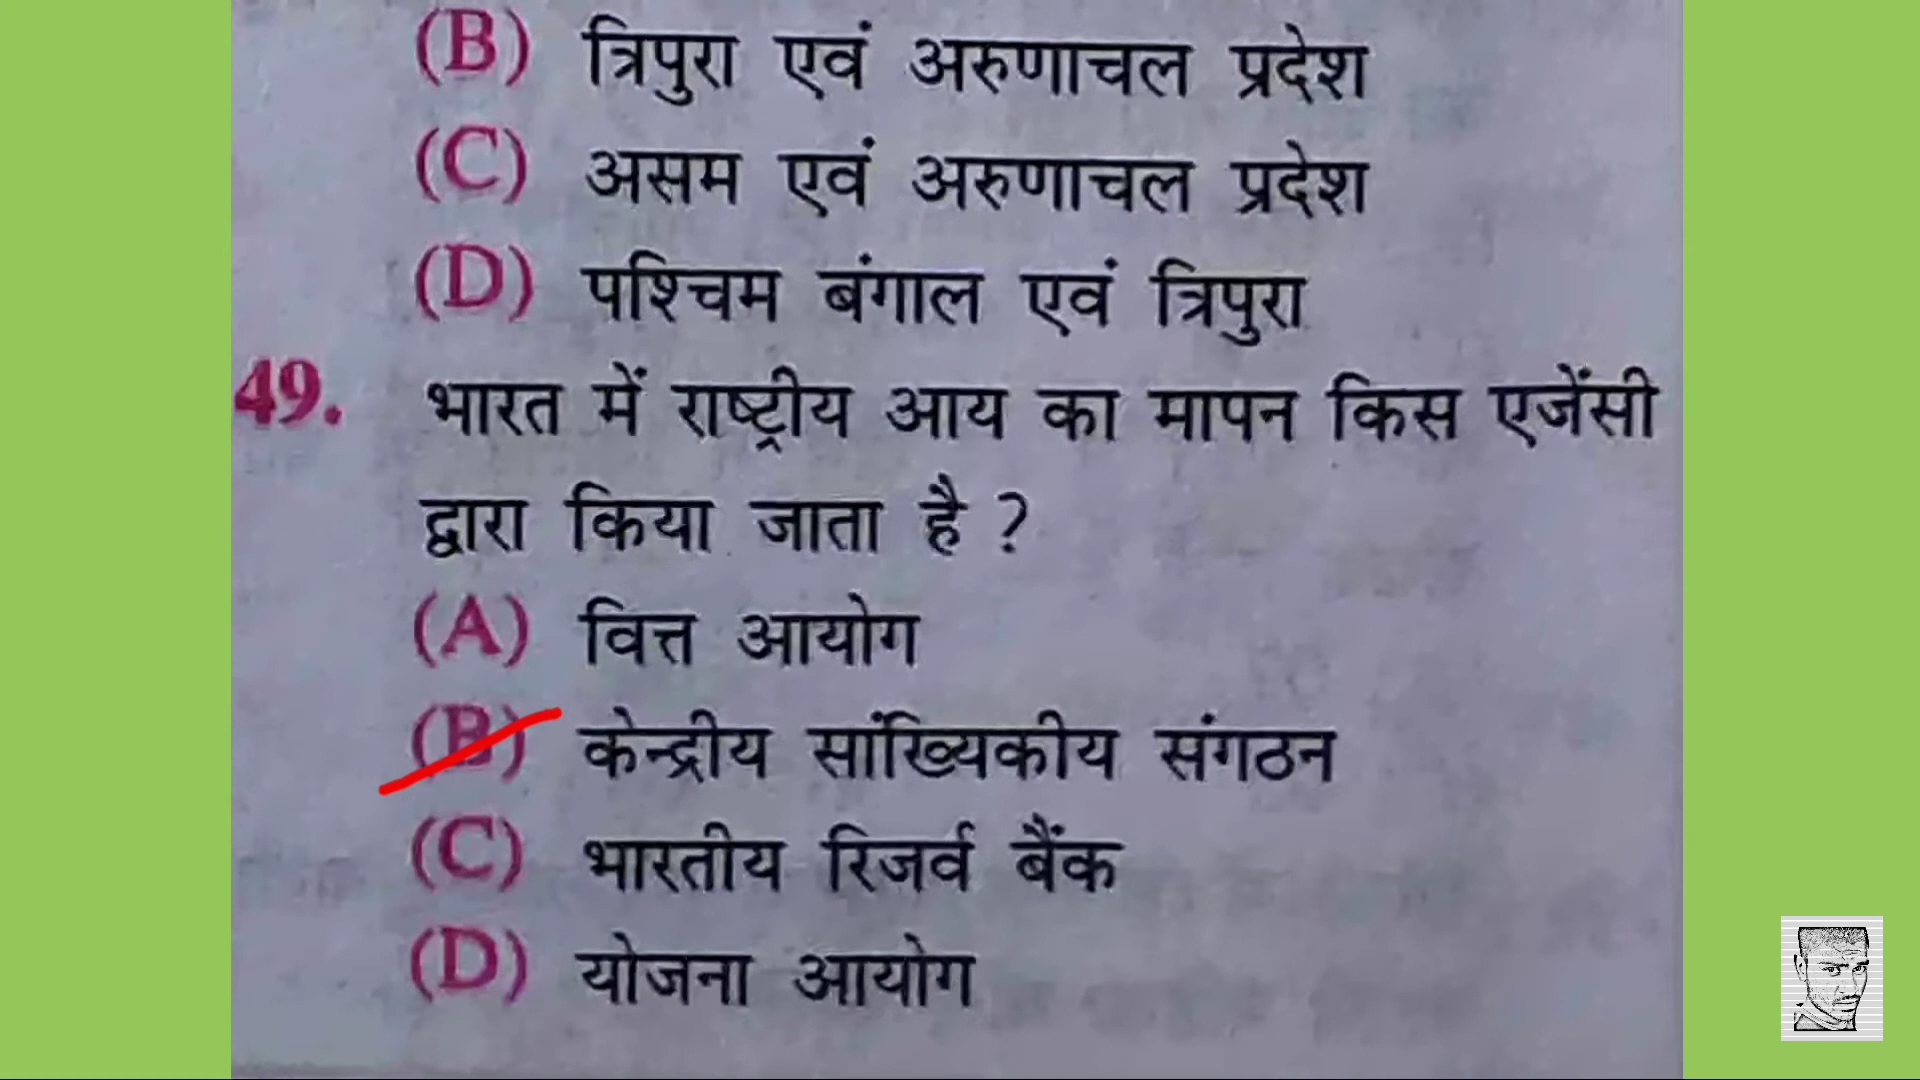 (B) त्रिपुरा एवं अरुणाचल प्रदेश
(C) असम एवं अरुणाचल प्रदेश
(D) पश्चिम बंगाल एवं त्रिपुरा
49. भारत में राष्ट्रीय आय का मापन किस एजेंसी
द्वारा किया जाता है ?
(A) वित्त आयोग
(B) केन्द्रीय सांख्यिकीय संगठन
(C) भारतीय रिजर्व बैंक
(D) योजना आयोग